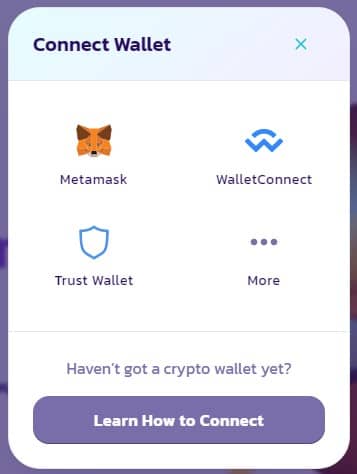 Connect Wallet
Metamask
WalletConnect
Trust Wallet
More
Haven't got a crypto wallet yet?
Learn How to Connect